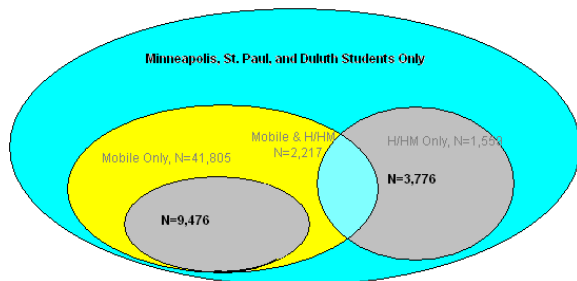 Minneapolis, St. Paul, and Duluth Students Only
Mobile & H/HM
N=2,217
H/HM Only, N=1,559
Mobile Only, N=41,805
N=3,776
N=9,476